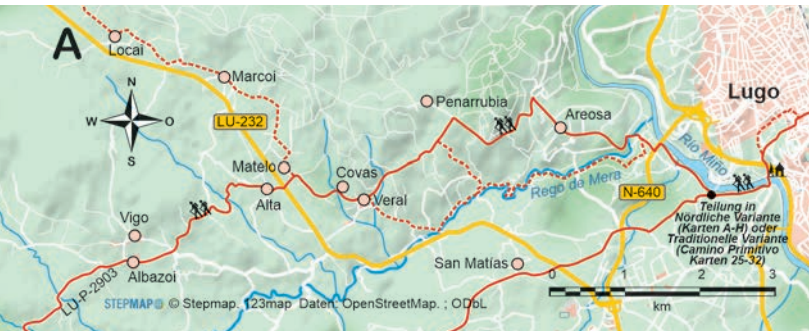 A
Locai
Marcoi
N
W
O
S
LU-232
Penarrubia
Areosa
Lugo
Matelo
Covas
Alta
Veral
Rio Miño
Rego de Mera
N-640
Vigo
Albazoi
LU-P-2903
San Matías
Teilung in
Nördliche Variante
(Karten A-H) oder
Traditionelle Variante
(Camino Primitivo
Karten 25-32)
0
1
2
3
km
STEPMAP © Stepmap, 123map Daten: OpenStreetMap. ; ODbL